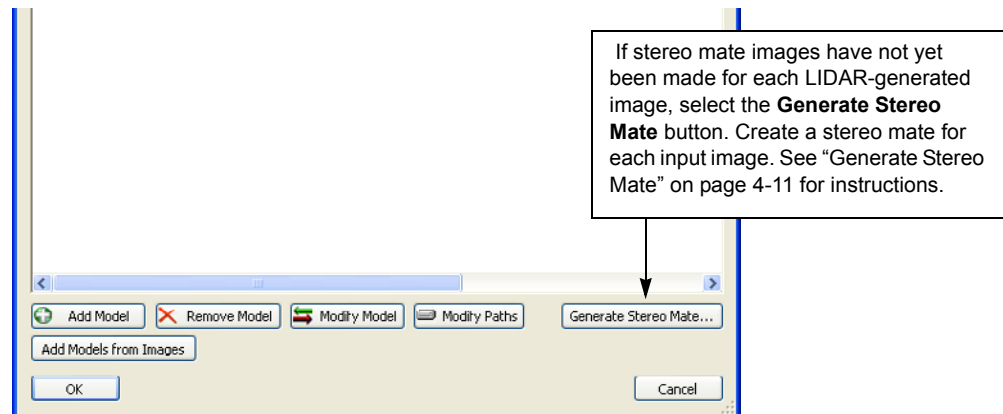 If stereo mate images have not yet
been made for each LIDAR-generated
image, select the Generate Stereo
Mate button. Create a stereo mate for
each input image. See “Generate Stereo
Mate” on page 4-11 for instructions.
Add Model Remove Model Modify Model Modify Paths Generate Stereo Mate...
Add Models from Images
OK Cancel